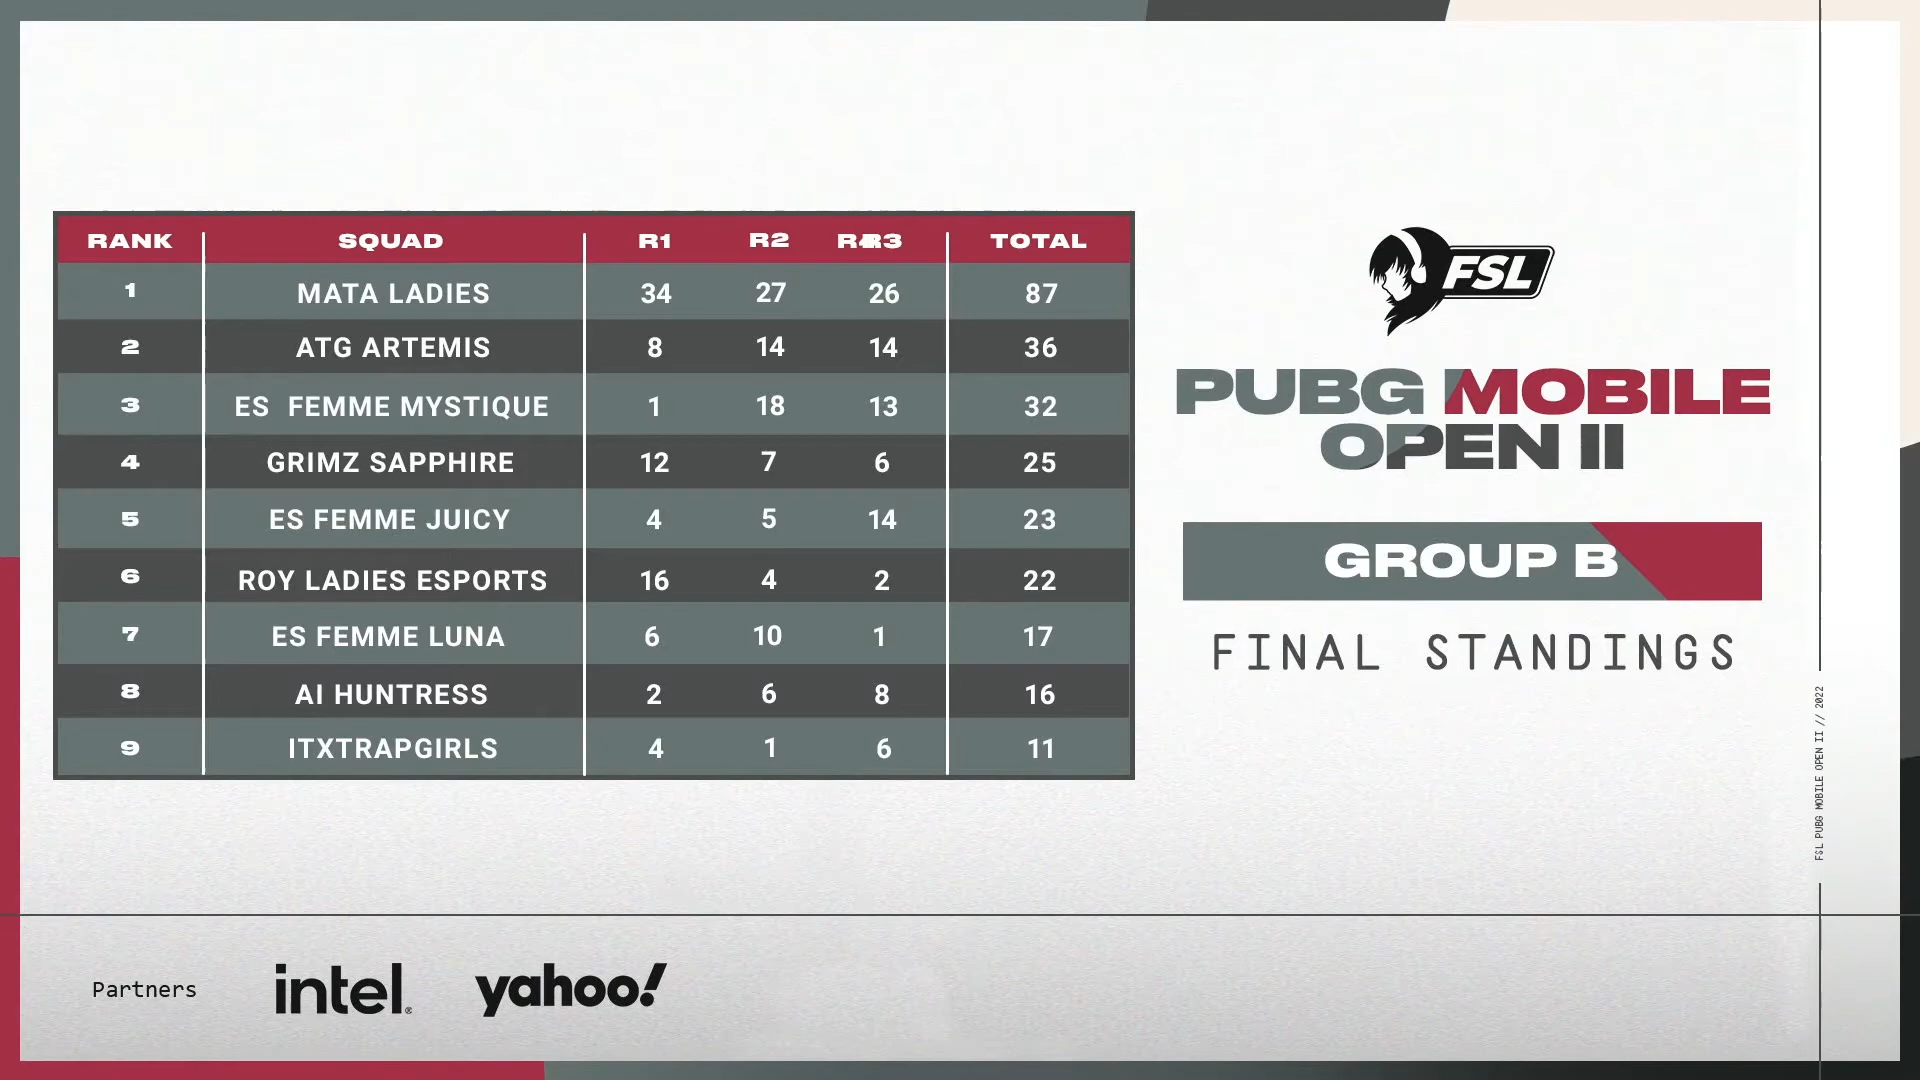 RANK SQUAD R1 R2 R4R3 TOTAL
1 MATA LADIES 34 27 26 87
2 ATG ARTEMIS 8 14 14 36
3 ES FEMME MYSTIQUE 1 18 13 32
4 GRIMZ SAPPHIRE 12 7 6 25
5 ES FEMME JUICY 4 5 14 23
6 ROY LADIES ESPORTS 16 4 2 22
7 ES FEMME LUNA 6 10 1 17
8 AI HUNTRESS 2 6 8 16
9 ITXTRAPGIRLS 4 1 6 11
FSL
PUBG MOBILE
OPEN II
GROUP B
FINAL STANDINGS
FSL PUBG MOBILE OPEN II // 2022
Partners intel® yahoo!